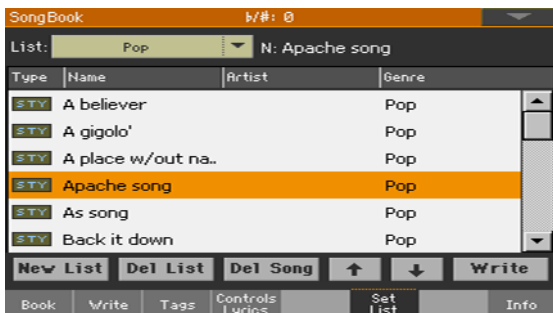 SongBook b/#: 0
List: Pop N: Apache song
Type Name Artist Genre
STY A believer Pop
STY A gigolo' Pop
STY A place w/out na.. Pop
STY Apache song Pop
STY As song Pop
STY Back it down Pop
New List Del List Del Song ↑ ↓ Write
Book Write Tags Controls Lyrics Set List Info